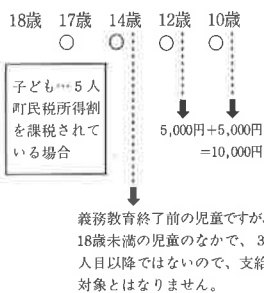 18歳 17歳 14歳 12歳 10歳
子ども…5人
町民税所得割
を課税されて
いる場合
5,000円+5,000円
=10,000円
義務教育終了前の児童ですが、
18歳未満の児童のなかで、3
人目以降ではないので、支給
対象とはなりません。